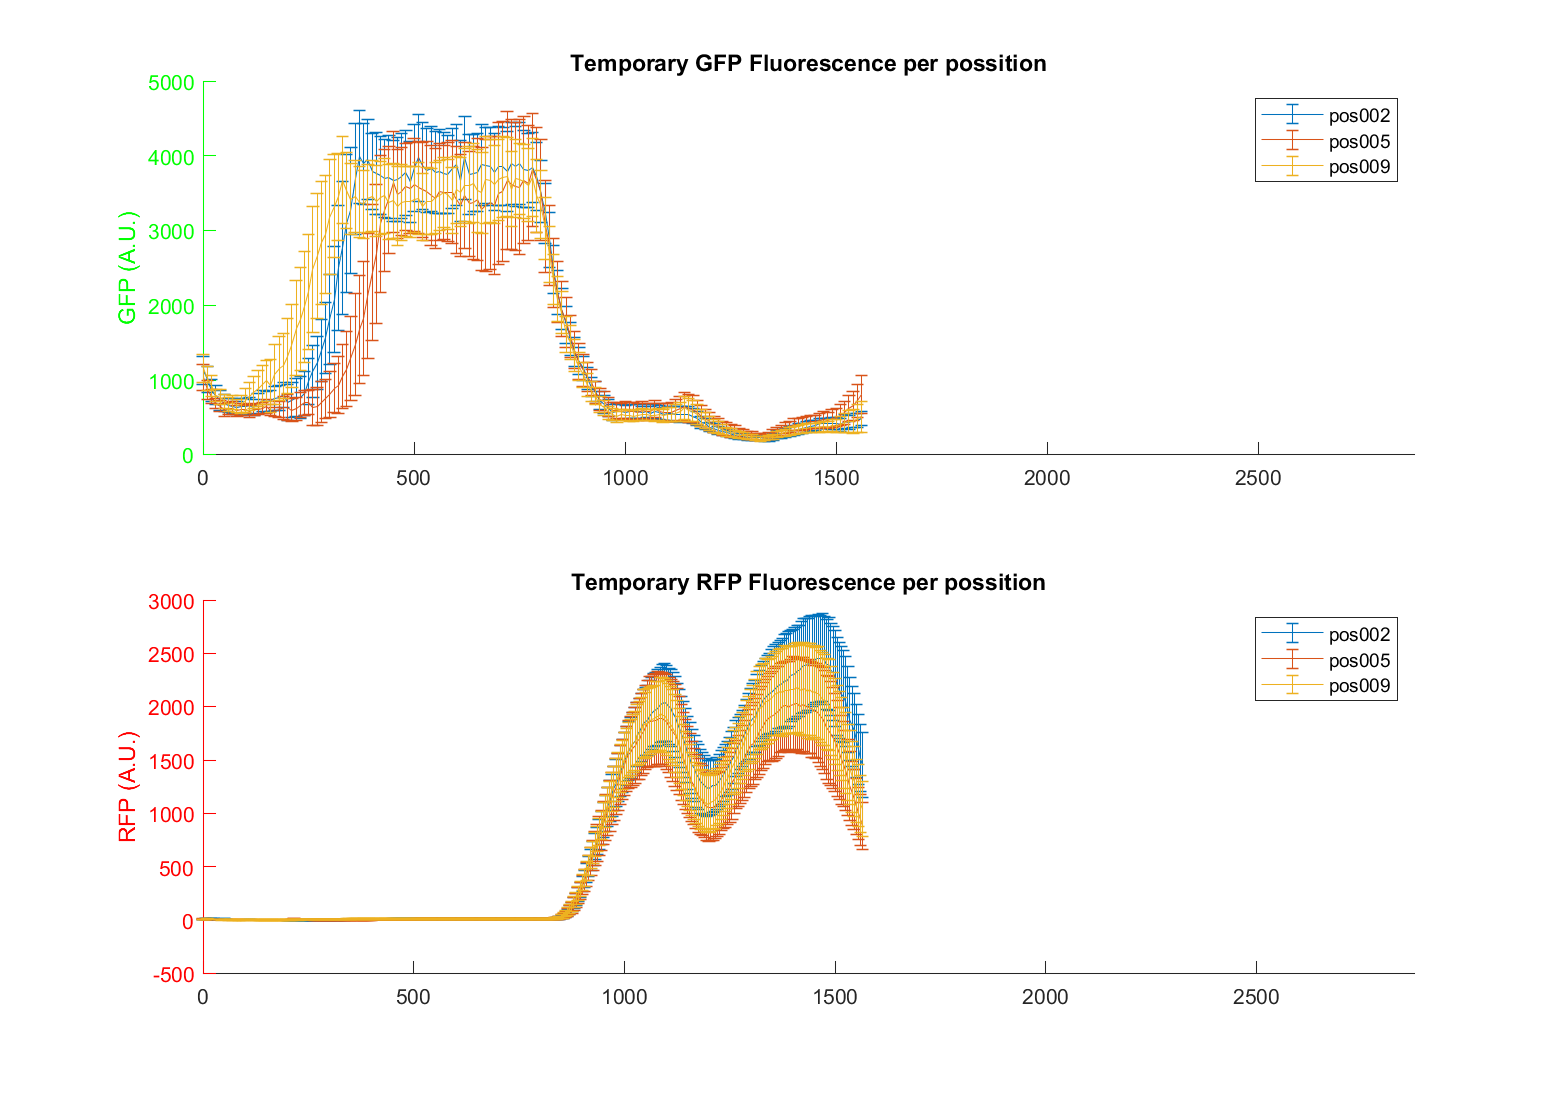 Temporary GFP Fluorescence per possition
5000
4000
3000
2000
1000
0
GFP (A.U.)
0 500 1000 1500 2000 2500
pos002
pos005
pos009
Temporary RFP Fluorescence per possition
3000
2500
2000
1500
1000
500
0
-500
RFP (A.U.)
0 500 1000 1500 2000 2500
pos002
pos005
pos009